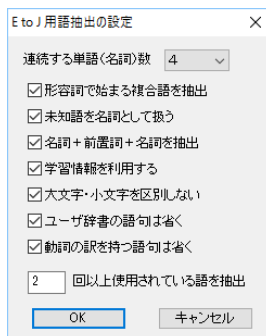 E to J 用語抽出の設定
連続する単語(名詞)数 4
形容詞で始まる複合語を抽出
未知語を名詞として扱う
名詞＋前置詞＋名詞を抽出
学習情報を利用する
大文字・小文字を区別しない
ユーザ辞書の語句は省く
動詞の訳を持つ語句は省く
2 回以上使用されている語を抽出
OK キャンセル